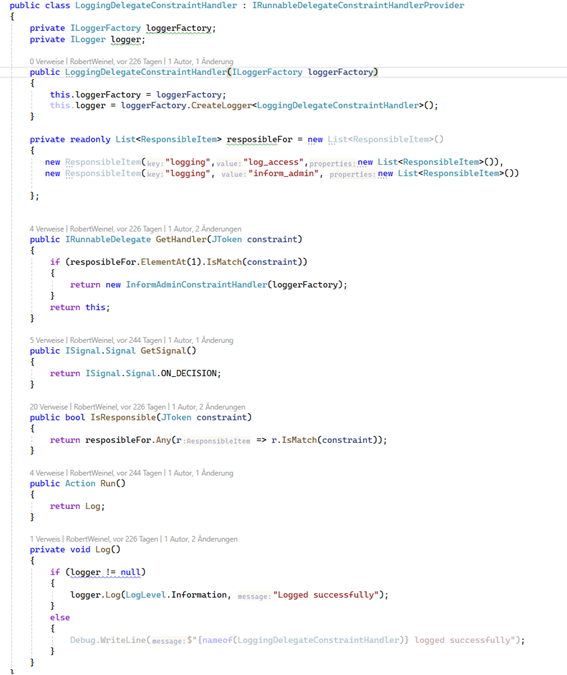 public class LoggingDelegateConstraintHandler : IRunnableDelegateConstraintHandlerProvider
{
private ILoggerFactory loggerFactory;
private ILogger logger;
0 Verweise | RobertWeinel, vor 226 Tagen | 1 Autor, 1 Änderung
public LoggingDelegateConstraintHandler(ILoggerFactory loggerFactory)
{
this.loggerFactory = loggerFactory;
this.logger = loggerFactory.CreateLogger<LoggingDelegateConstraintHandler>();
}
private readonly List<ResponsibleItem> resposibleFor = new List<ResponsibleItem>()
{
new ResponsibleItem(key:"logging", value: "log_access", properties: new List<ResponsibleItem>()),
new ResponsibleItem(key:"logging", value: "inform_admin", properties: new List<ResponsibleItem>())
};
4 Verweise | RobertWeinel, vor 226 Tagen | 1 Autor, 2 Änderungen
public IRunnableDelegate GetHandler(JToken constraint)
{
if (resposibleFor.ElementAt(1).IsMatch(constraint))
{
return new InformAdminConstraintHandler(loggerFactory);
}
return this;
}
5 Verweise | RobertWeinel, vor 244 Tagen | 1 Autor, 1 Änderung
public ISignal.Signal GetSignal()
{
return ISignal.Signal.ON_DECISION;
}
20 Verweise | RobertWeinel, vor 226 Tagen | 1 Autor, 2 Änderungen
public bool IsResponsible(JToken constraint)
{
return resposibleFor.Any(r:ResponsibleItem => r.IsMatch(constraint));
}
4 Verweise | RobertWeinel, vor 244 Tagen | 1 Autor, 1 Änderung
public Action Run()
{
return Log;
}
1 Verweis | RobertWeinel, vor 226 Tagen | 1 Autor, 2 Änderungen
private void Log()
{
if (logger != null)
{
logger.Log(LogLevel.Information, message: "Logged successfully");
}
else
{
Debug.WriteLine(message: $"{nameof(LoggingDelegateConstraintHandler)} logged successfully");
}
}
}